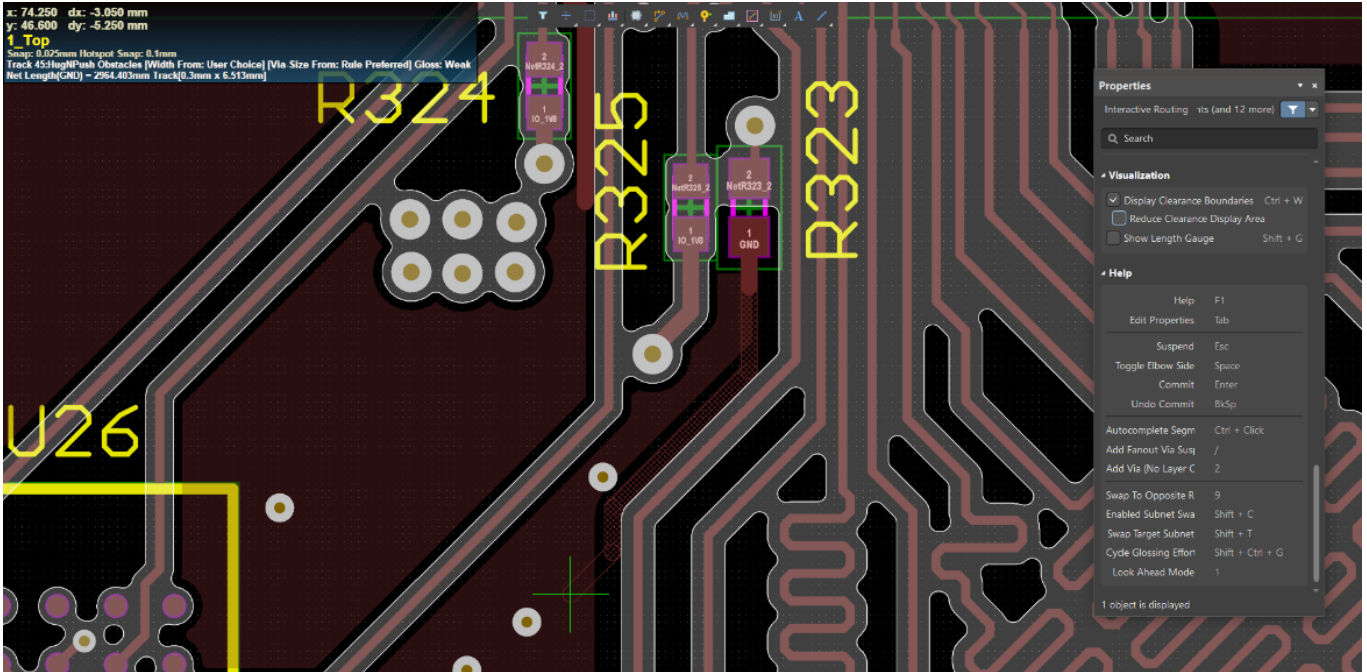 x: 74.250 dx: -3.050 mm
y: 46.600 dy: -5.250 mm
1_Top
Snap: 0.025mm Hotspot Snap: 0.1mm
Track 45:HugNPush Obstacles [Width From: User Choice] [Via-Size From: Rule Preferred] Gloss: Weak
Net Length(GND) = 2964.403mm Track[0.3mm x 6.513mm]
2
NetR324_2
1
IO_1V8
R324
R325
2
NetR325_2
1
IO_1V8
2
NetR323_2
1
GND
R323
U26
Properties
Interactive Routing nts (and 12 more)
Search
Visualization
Display Clearance Boundaries Ctrl + W
Reduce Clearance Display Area
Show Length Gauge Shift + G
Help
Help F1
Edit Properties Tab
Suspend Esc
Toggle Elbow Side Space
Commit Enter
Undo Commit BkSp
Autocomplete Segm Ctrl + Click
Add Fanout Via Susp /
Add Via (No Layer C 2
Swap To Opposite R 9
Enabled Subnet Swa Shift + C
Swap Target Subnet Shift + T
Cycle Glossing Effort Shift + Ctrl + G
Look Ahead Mode 1
1 object is displayed